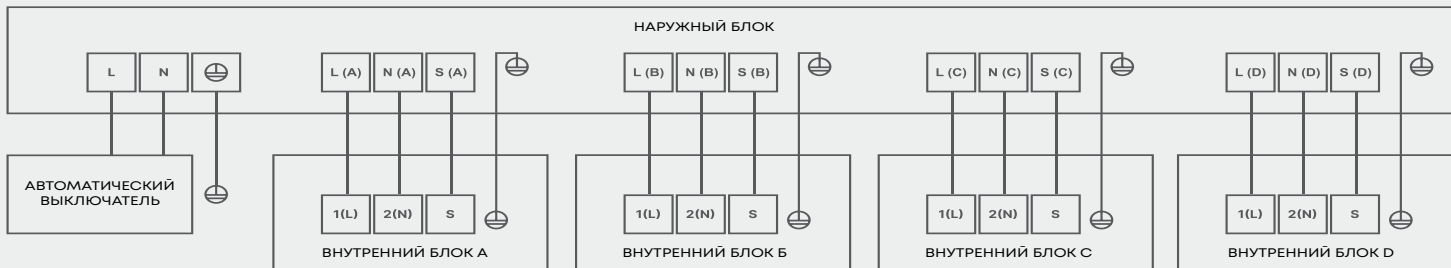 НАРУЖНЫЙ БЛОК
L N L (A) N (A) S (A) L (B) N (B) S (B) L (C) N (C) S (C) L (D) N (D) S (D)
АВТОМАТИЧЕСКИЙ
ВЫКЛЮЧАТЕЛЬ
1(L) 2(N) S 1(L) 2(N) S 1(L) 2(N) S 1(L) 2(N) S
ВНУТРЕННИЙ БЛОК А ВНУТРЕННИЙ БЛОК Б ВНУТРЕННИЙ БЛОК С ВНУТРЕННИЙ БЛОК D